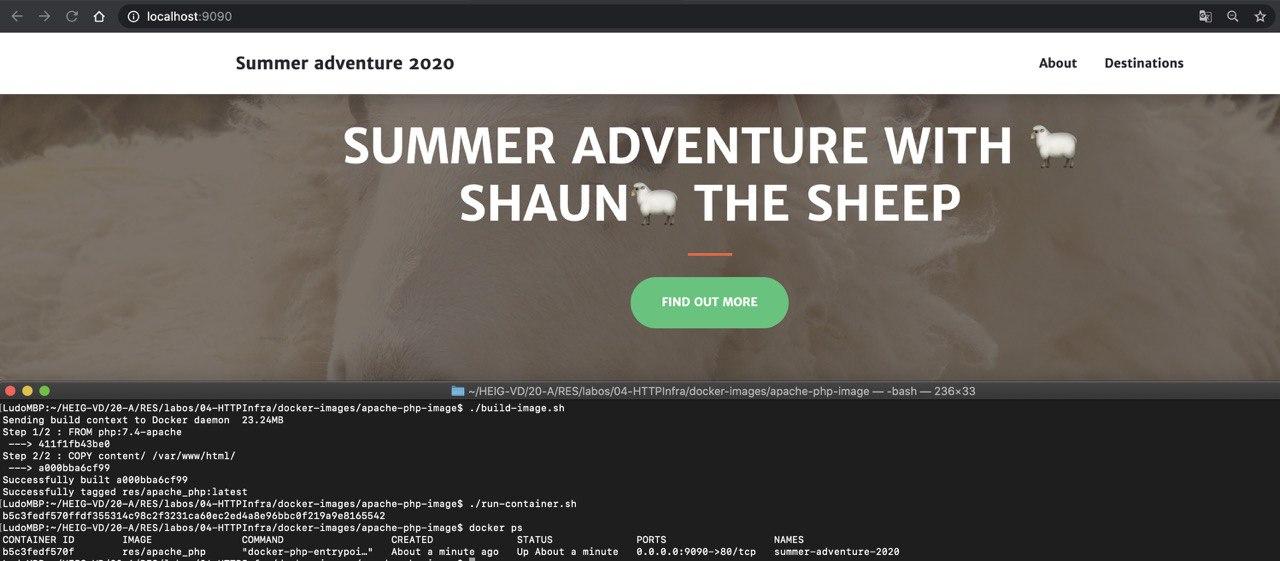 localhost:9090
Summer adventure 2020
About Destinations
SUMMER ADVENTURE WITH 🐑
SHAUN🐑 THE SHEEP
FIND OUT MORE
~/HEIG-VD/20-A/RES/labos/04-HTTPInfra/docker-images/apache-php-image — -bash — 236×33
[LudoMBP:~/HEIG-VD/20-A/RES/labos/04-HTTPInfra/docker-images/apache-php-image$ ./build-image.sh
Sending build context to Docker daemon  23.24MB
Step 1/2 : FROM php:7.4-apache
 ---> 411f1fb43be0
Step 2/2 : COPY content/ /var/www/html/
 ---> a000bba6cf99
Successfully built a000bba6cf99
Successfully tagged res/apache_php:latest
[LudoMBP:~/HEIG-VD/20-A/RES/labos/04-HTTPInfra/docker-images/apache-php-image$ ./run-container.sh
b5c3fedf570ffdf355314c98c2f3231ca60ec2ed4a8e96bbc0f219a9e8165542
[LudoMBP:~/HEIG-VD/20-A/RES/labos/04-HTTPInfra/docker-images/apache-php-image$ docker ps
CONTAINER ID IMAGE COMMAND CREATED STATUS PORTS NAMES
b5c3fedf570f res/apache_php "docker-php-entrypoi…" About a minute ago Up About a minute 0.0.0.0:9090->80/tcp summer-adventure-2020